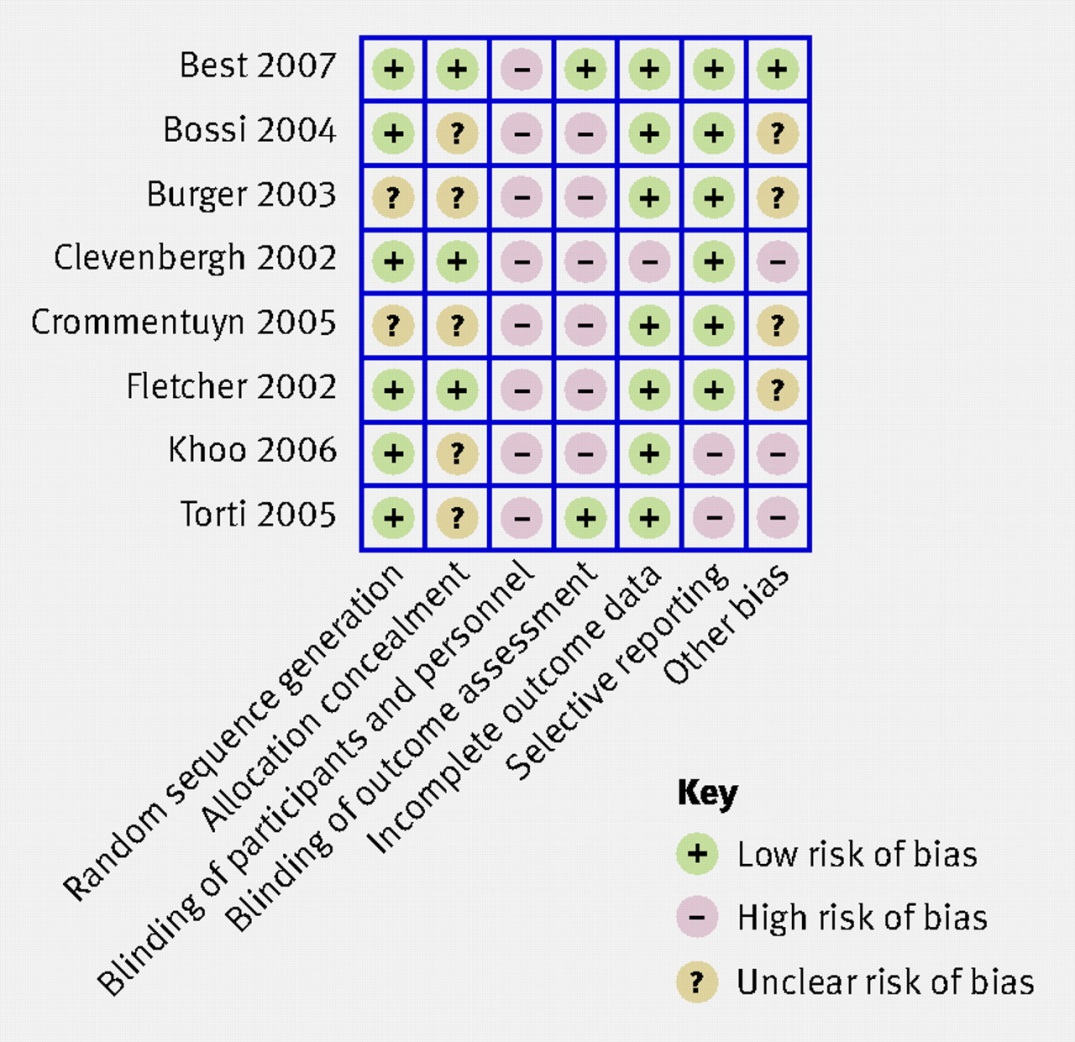 Best 2007 + + - + + + +
Bossi 2004 + ? - - + + ?
Burger 2003 ? ? - - + + ?
Clevenbergh 2002 + + - - - + -
Crommentuyn 2005 ? ? - - + + ?
Fletcher 2002 + + - - + + ?
Khoo 2006 + ? - - + - -
Torti 2005 + ? - + + - -
Random sequence generation
Allocation concealment
Blinding of participants and personnel
Blinding of outcome assessment
Incomplete outcome data
Selective reporting
Other bias
Key
+ Low risk of bias
- High risk of bias
? Unclear risk of bias